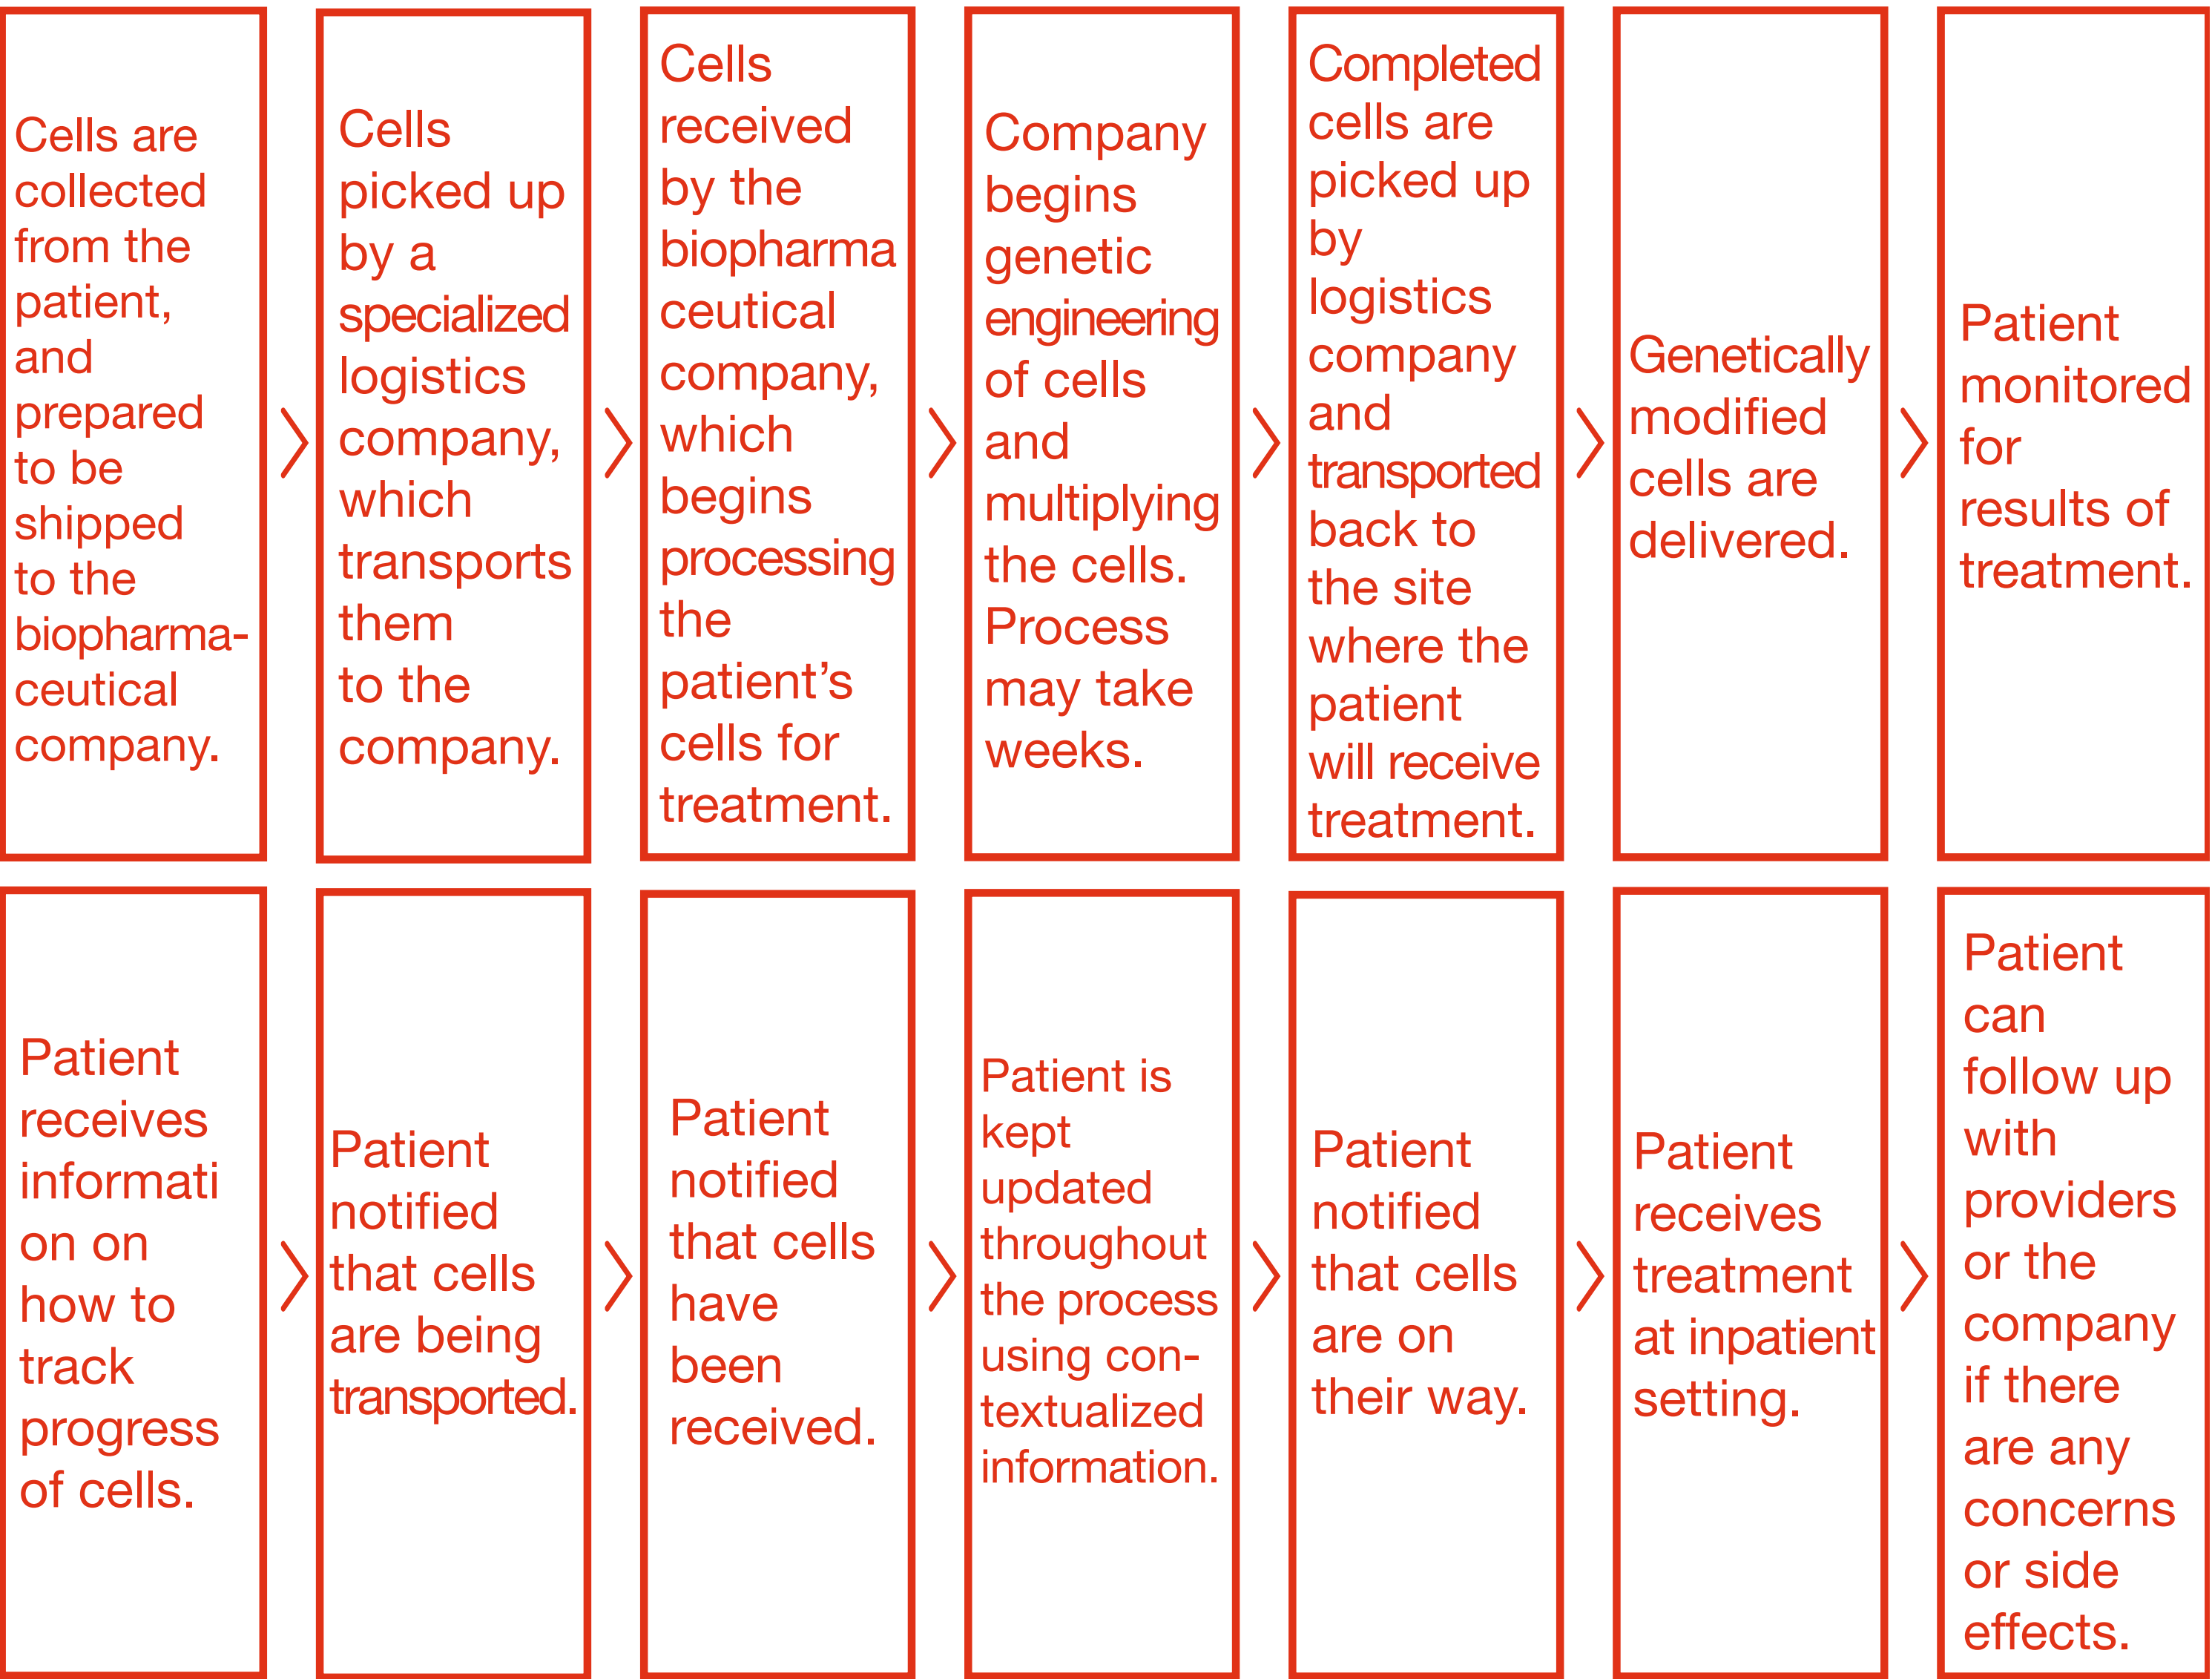 Cells are
collected
from the
patient,
and
prepared
to be
shipped
to the
biopharma-
ceutical
company.
Cells
picked up
by a
specialized
logistics
company,
which
transports
them
to the
company.
Cells
received
by the
biopharma
ceutical
company,
which
begins
processing
the
patient’s
cells for
treatment.
Company
begins
genetic
engineering
of cells
and
multiplying
the cells.
Process
may take
weeks.
Completed
cells are
picked up
by
logistics
company
and
transported
back to
the site
where the
patient
will receive
treatment.
Genetically
modified
cells are
delivered.
Patient
monitored
for
results of
treatment.
Patient
receives
informati
on on
how to
track
progress
of cells.
Patient
notified
that cells
are being
transported.
Patient
notified
that cells
have
been
received.
Patient is
kept
updated
throughout
the process
using con-
textualized
information.
Patient
notified
that cells
are on
their way.
Patient
receives
treatment
at inpatient
setting.
Patient
can
follow up
with
providers
or the
company
if there
are any
concerns
or side
effects.